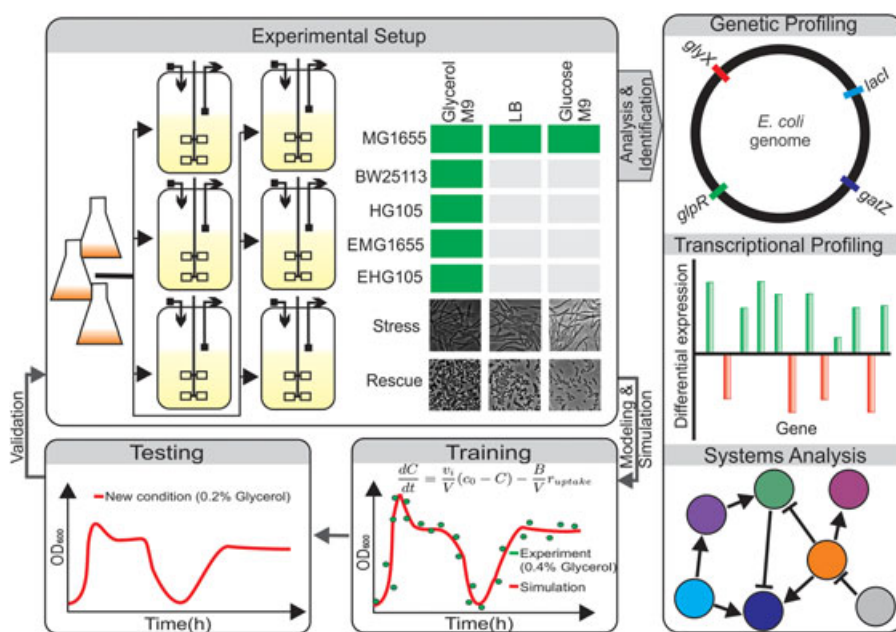 Experimental Setup
Glycerol
M9
LB
Glucose
M9
MG1655
BW25113
HG105
EMG1655
EHG105
Stress
Rescue
Analysis &
Identification
Genetic Profiling
glyX
lacI
E. coli
genome
glpR
gatZ
Transcriptional Profiling
Differential expression
Gene
Systems Analysis
Validation
Modeling &
Simulation
Testing
New condition (0.2% Glycerol)
OD₆₀₀
Time(h)
Training
dC/dt = vᵢ/V (c₀ − C) − B/V r_uptake
Experiment
(0.4% Glycerol)
Simulation
OD₆₀₀
Time(h)